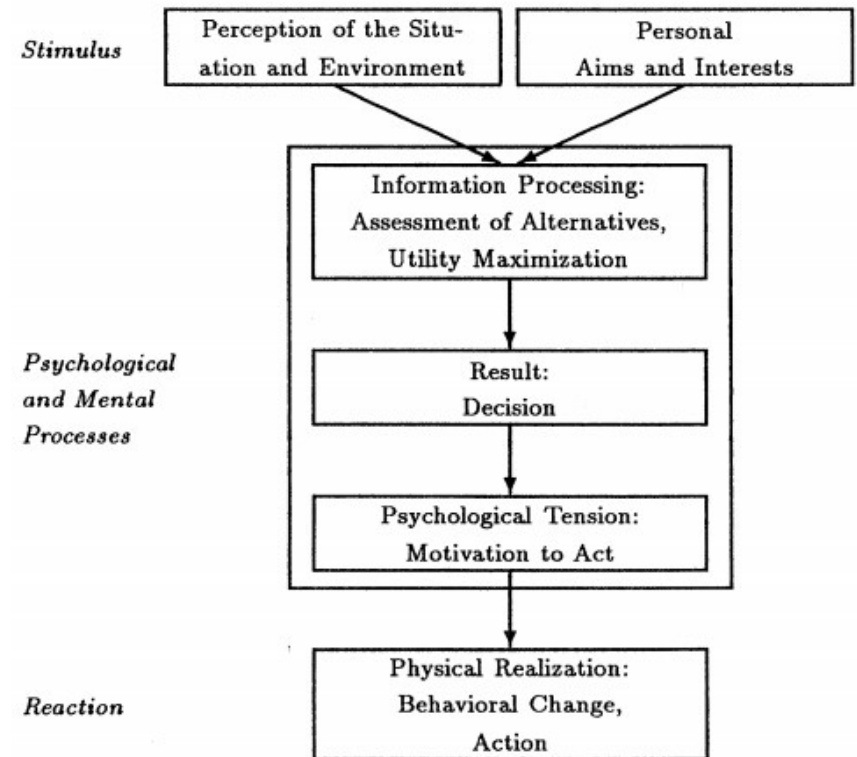 Stimulus
Perception of the Situ-
ation and Environment
Personal
Aims and Interests
Psychological
and Mental
Processes
Information Processing:
Assessment of Alternatives,
Utility Maximization
Result:
Decision
Psychological Tension:
Motivation to Act
Reaction
Physical Realization:
Behavioral Change,
Action